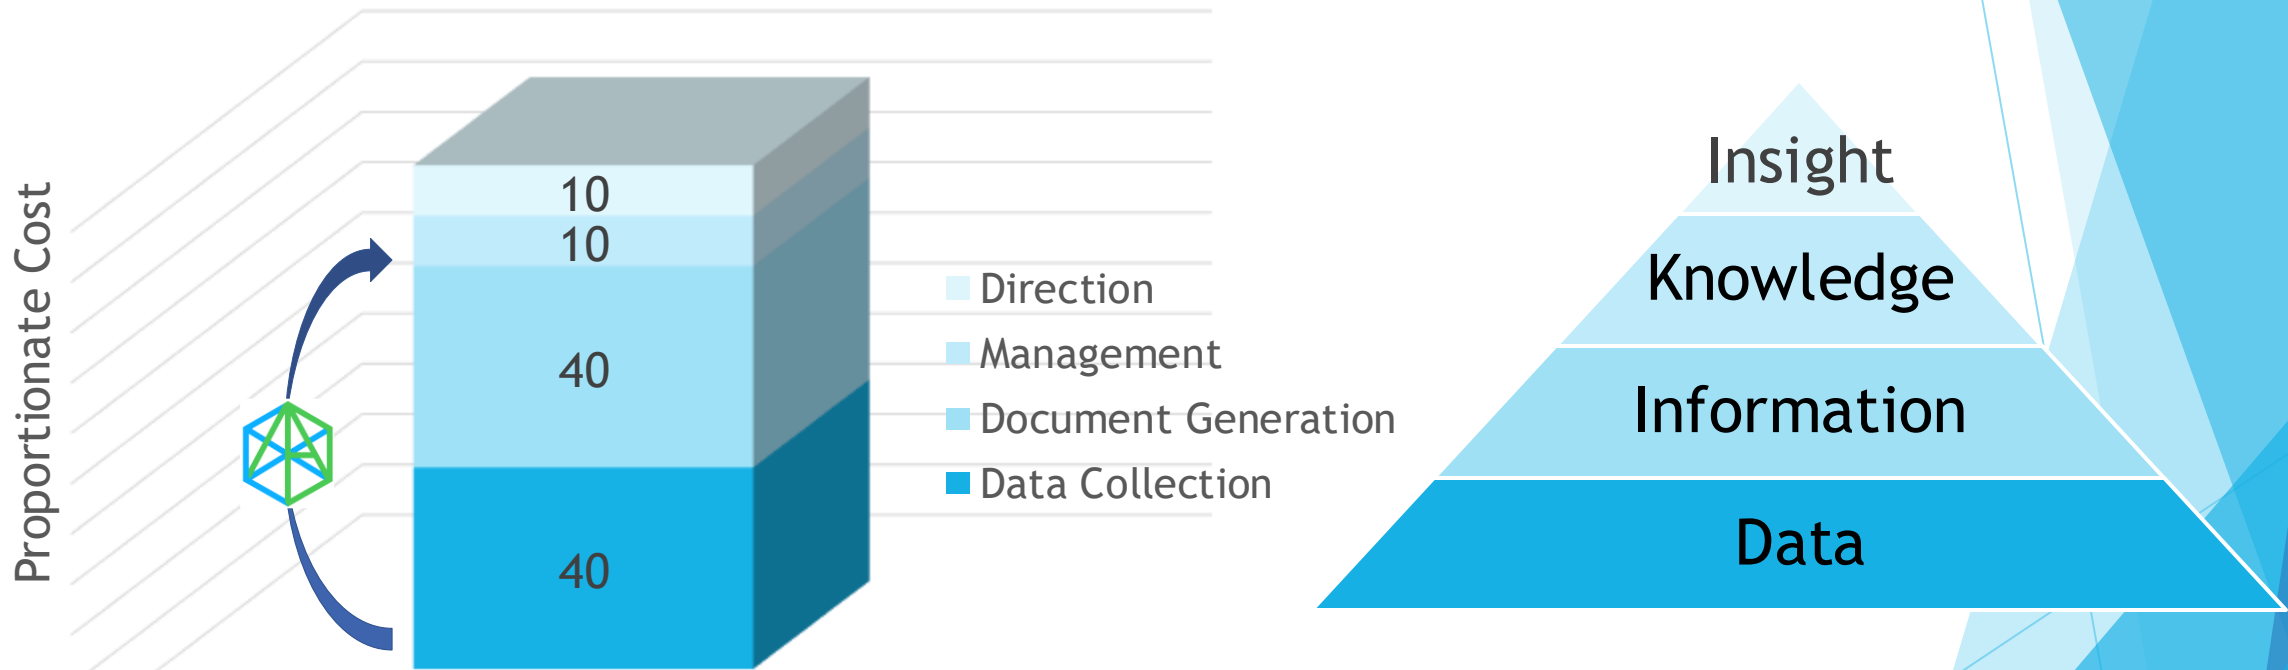 Proportionate Cost
10
10
40
40
Direction
Management
Document Generation
Data Collection
Insight
Knowledge
Information
Data